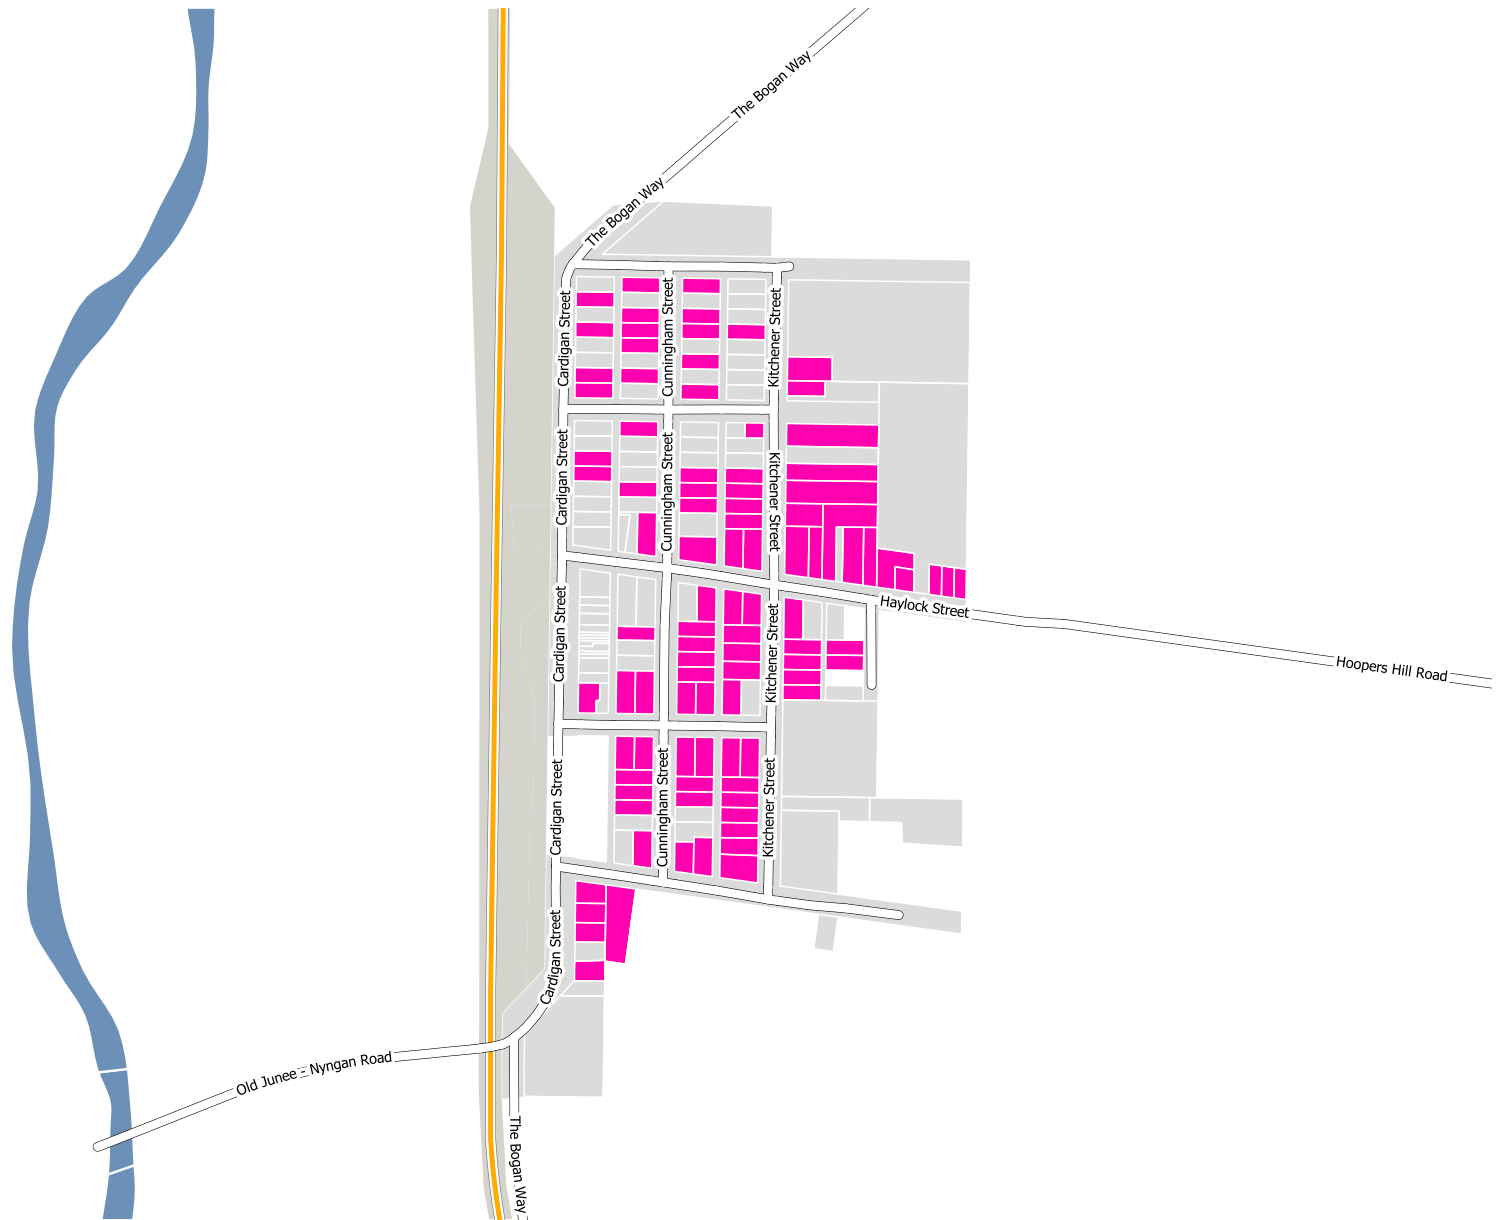 The Bogan Way
The Bogan Way
Cardigan Street
Cunningham Street
Kitchener Street
Cardigan Street
Cunningham Street
Kitchener Street
Cardigan Street
Kitchener Street
Haylock Street
Hoopers Hill Road
Cardigan Street
Cunningham Street
Kitchener Street
Cardigan Street
Old Junee - Nyngan Road
The Bogan Way